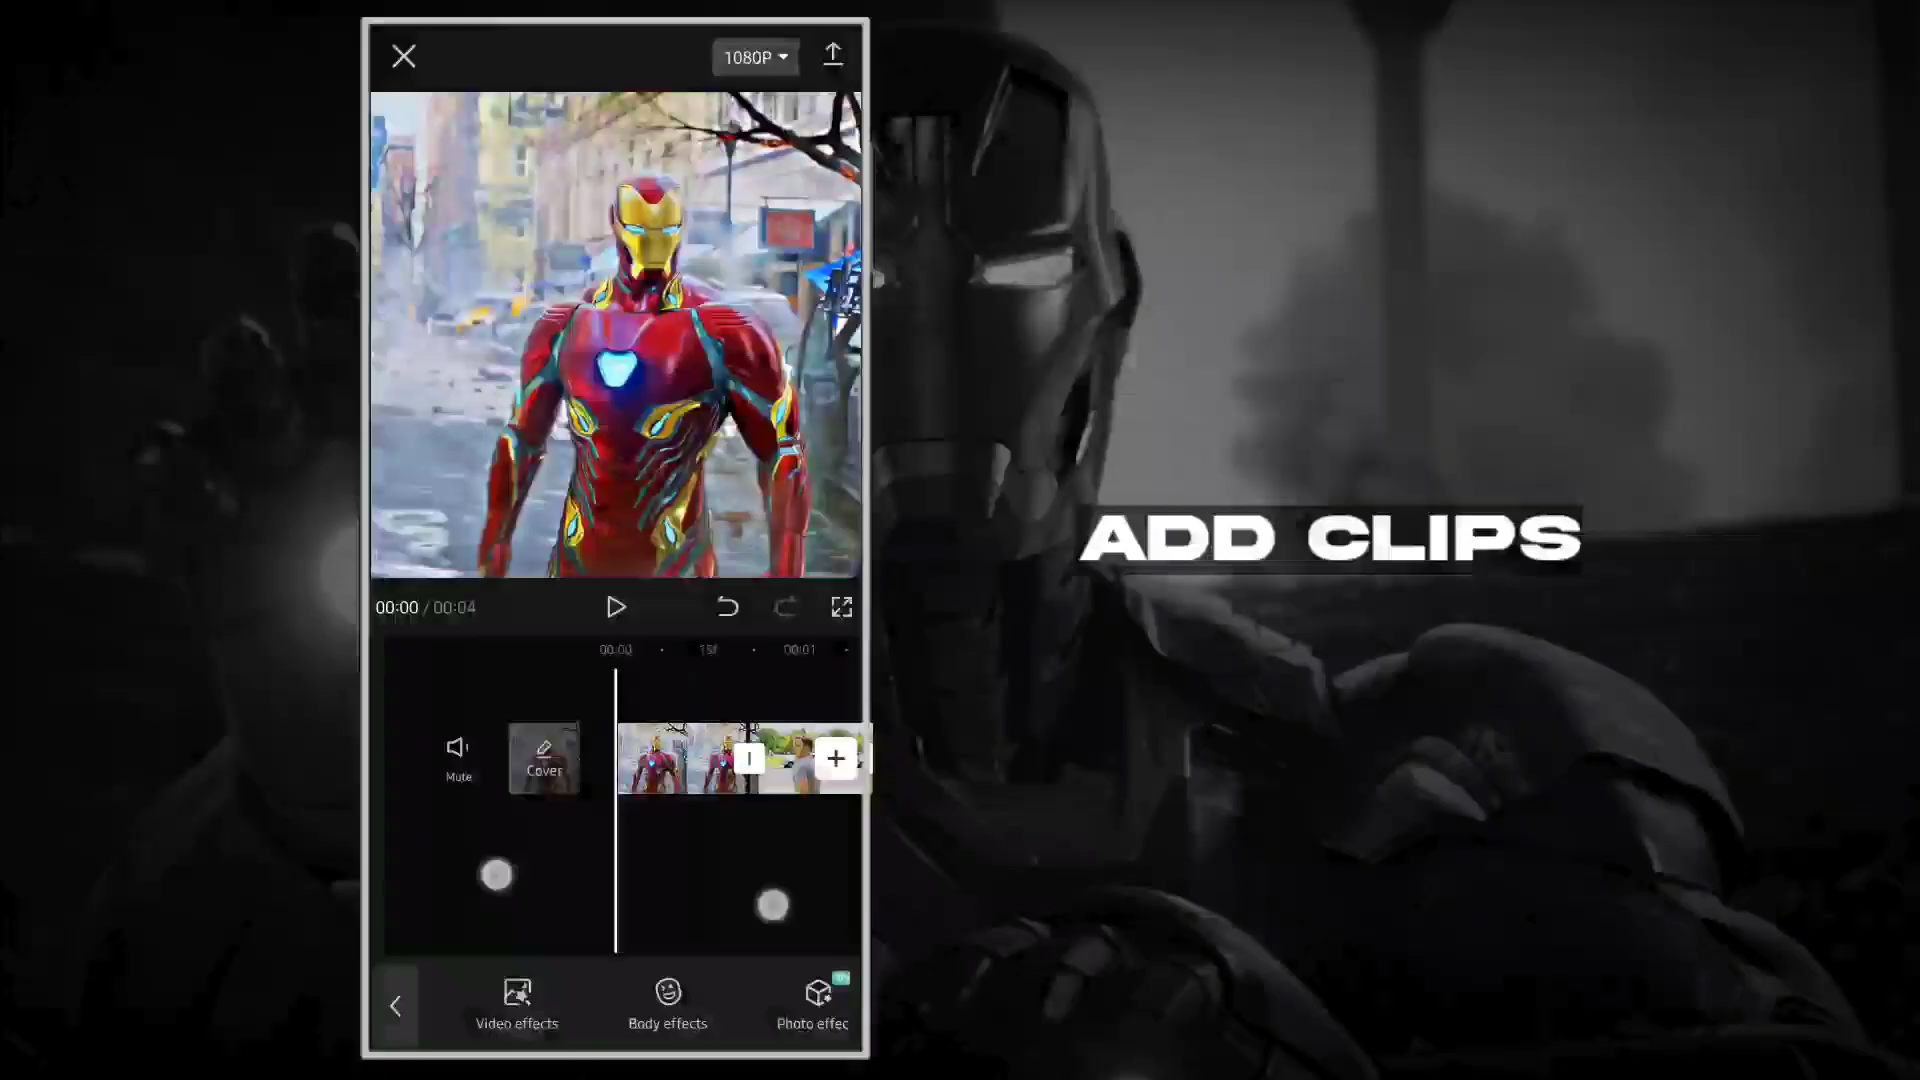 1080P
ADD CLIPS
00:00 / 00:04
00:00 15f 00:01
Mute
Cover
Video effects
Body effects
Photo effec